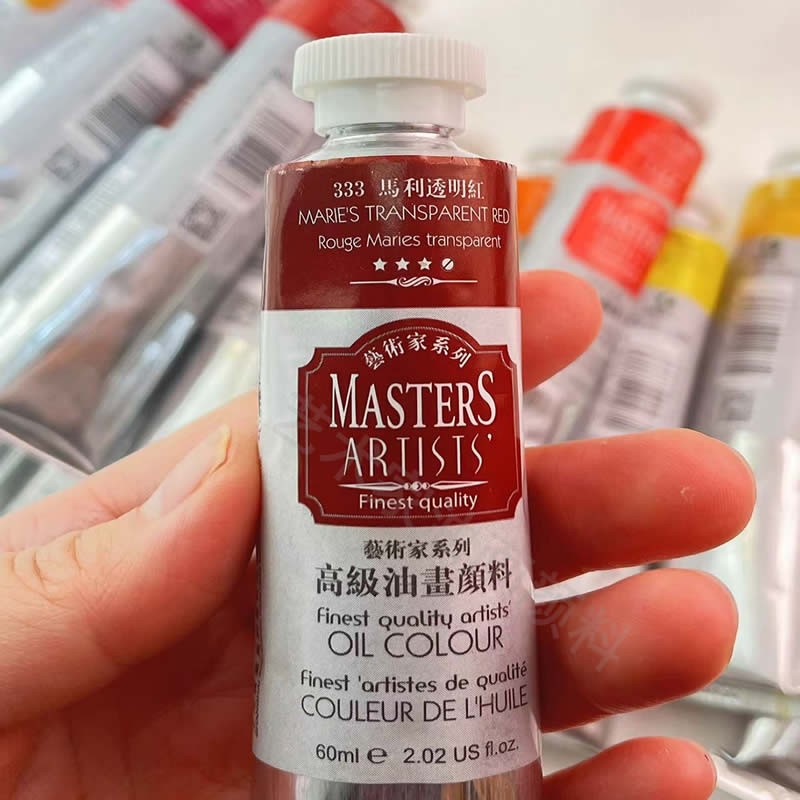 333 馬利透明紅
MARIE'S TRANSPARENT RED
Rouge Maries transparent
藝術家系列
MASTERS
ARTISTS'
Finest quality
藝術家系列
高級油畫顔料
Finest quality artists'
OIL COLOUR
Finest 'artistes de qualité
COULEUR DE L'HUILE
60ml e 2.02 US fl.oz.